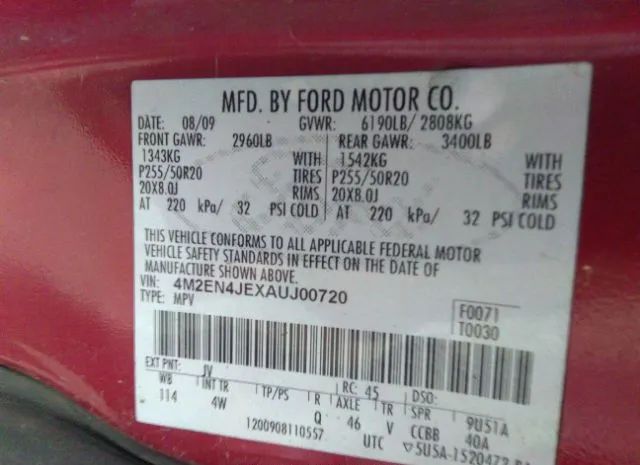 MFD. BY FORD MOTOR CO.
DATE: 08/09 GVWR: 6190LB/ 2808KG
FRONT GAWR: 2960LB REAR GAWR: 3400LB
1343KG WITH 1542KG WITH
P255/50R20 TIRES P255/50R20 TIRES
20X8.0J RIMS 20X8.0J RIMS
AT 220 kPa/ 32 PSI COLD AT 220 kPa/ 32 PSI COLD
THIS VEHICLE CONFORMS TO ALL APPLICABLE FEDERAL MOTOR
VEHICLE SAFETY STANDARDS IN EFFECT ON THE DATE OF
MANUFACTURE SHOWN ABOVE.
VIN: 4M2EN4JEXAUJ00720 F0071
TYPE: MPV T0030
EXT PNT: JV RC: 45 DSO:
WB INT TR TP/PS R AXLE TR SPR 9U51A
114 4W Q 46 V CCBB 40A
1200908110557 UTC